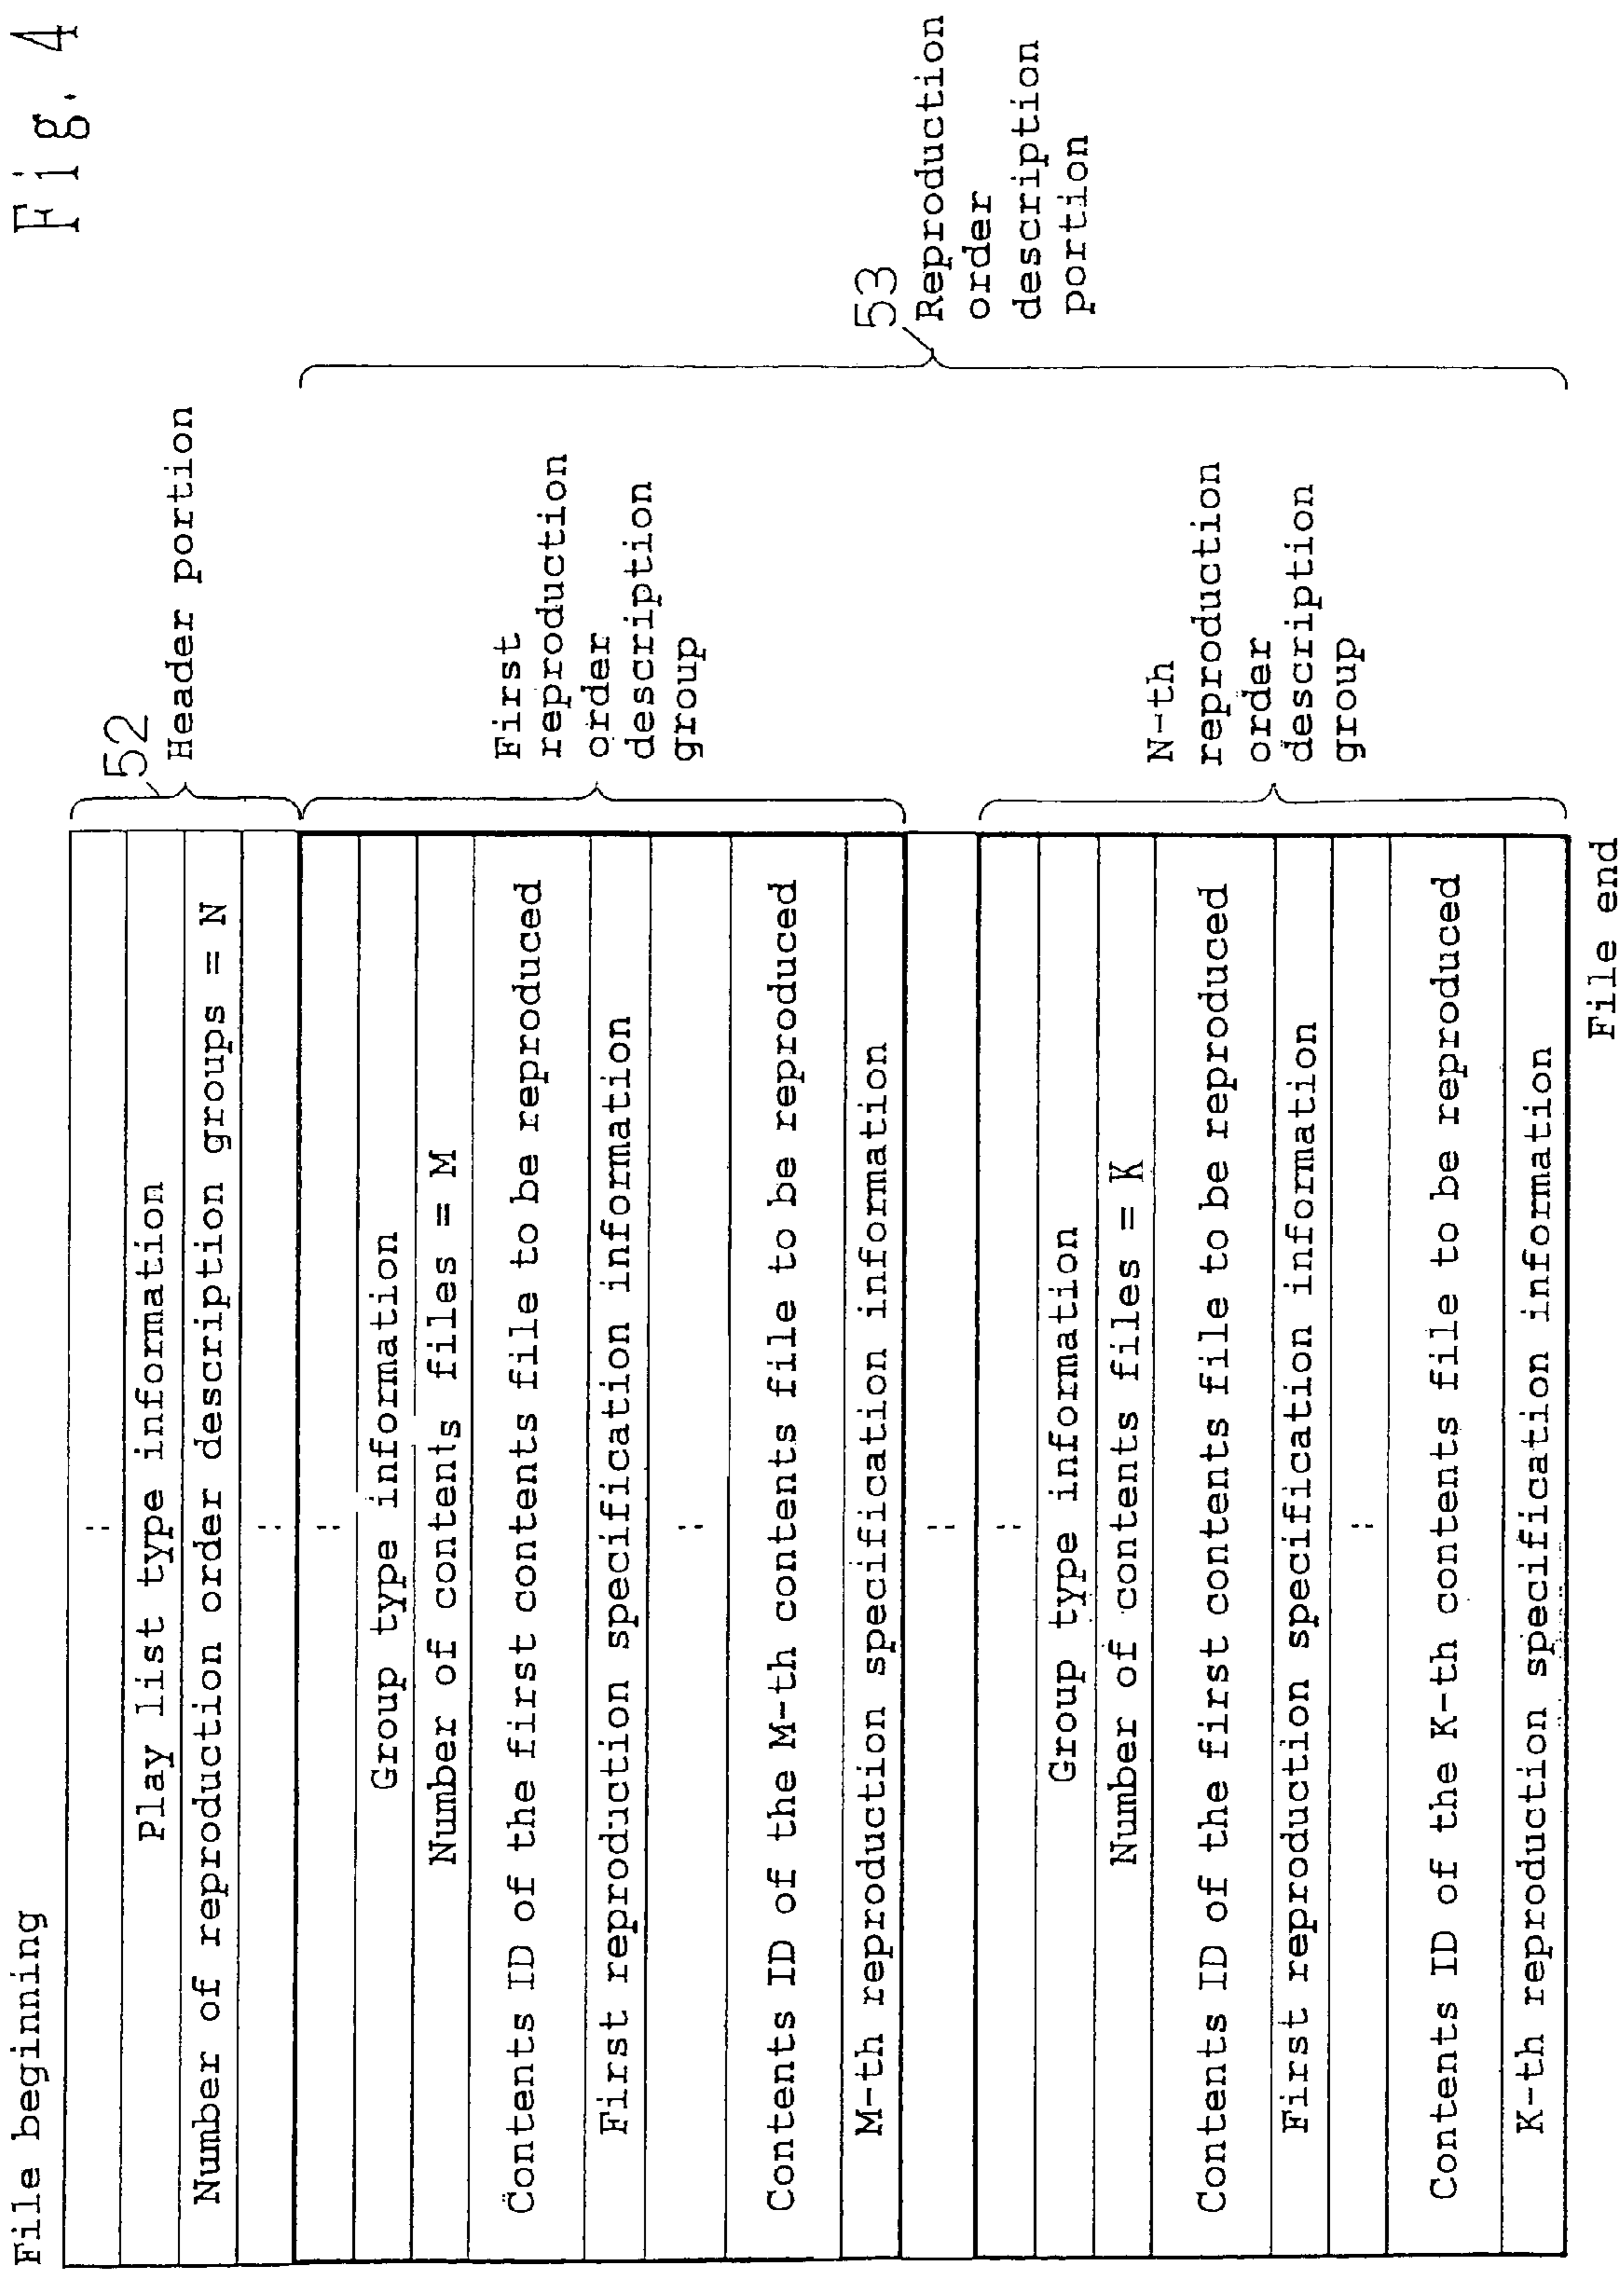 Fig. 4
File beginning
:
Play list type information
Number of reproduction order description groups = N
:
52
Header portion
:
Group type information
Number of contents files = M
Contents ID of the first contents file to be reproduced
First reproduction specification information
:
Contents ID of the M-th contents file to be reproduced
M-th reproduction specification information
First
reproduction
order
description
group
:
:
Group type information
Number of contents files = K
Contents ID of the first contents file to be reproduced
First reproduction specification information
:
Contents ID of the K-th contents file to be reproduced
K-th reproduction specification information
N-th
reproduction
order
description
group
53
Reproduction
order
description
portion
File end